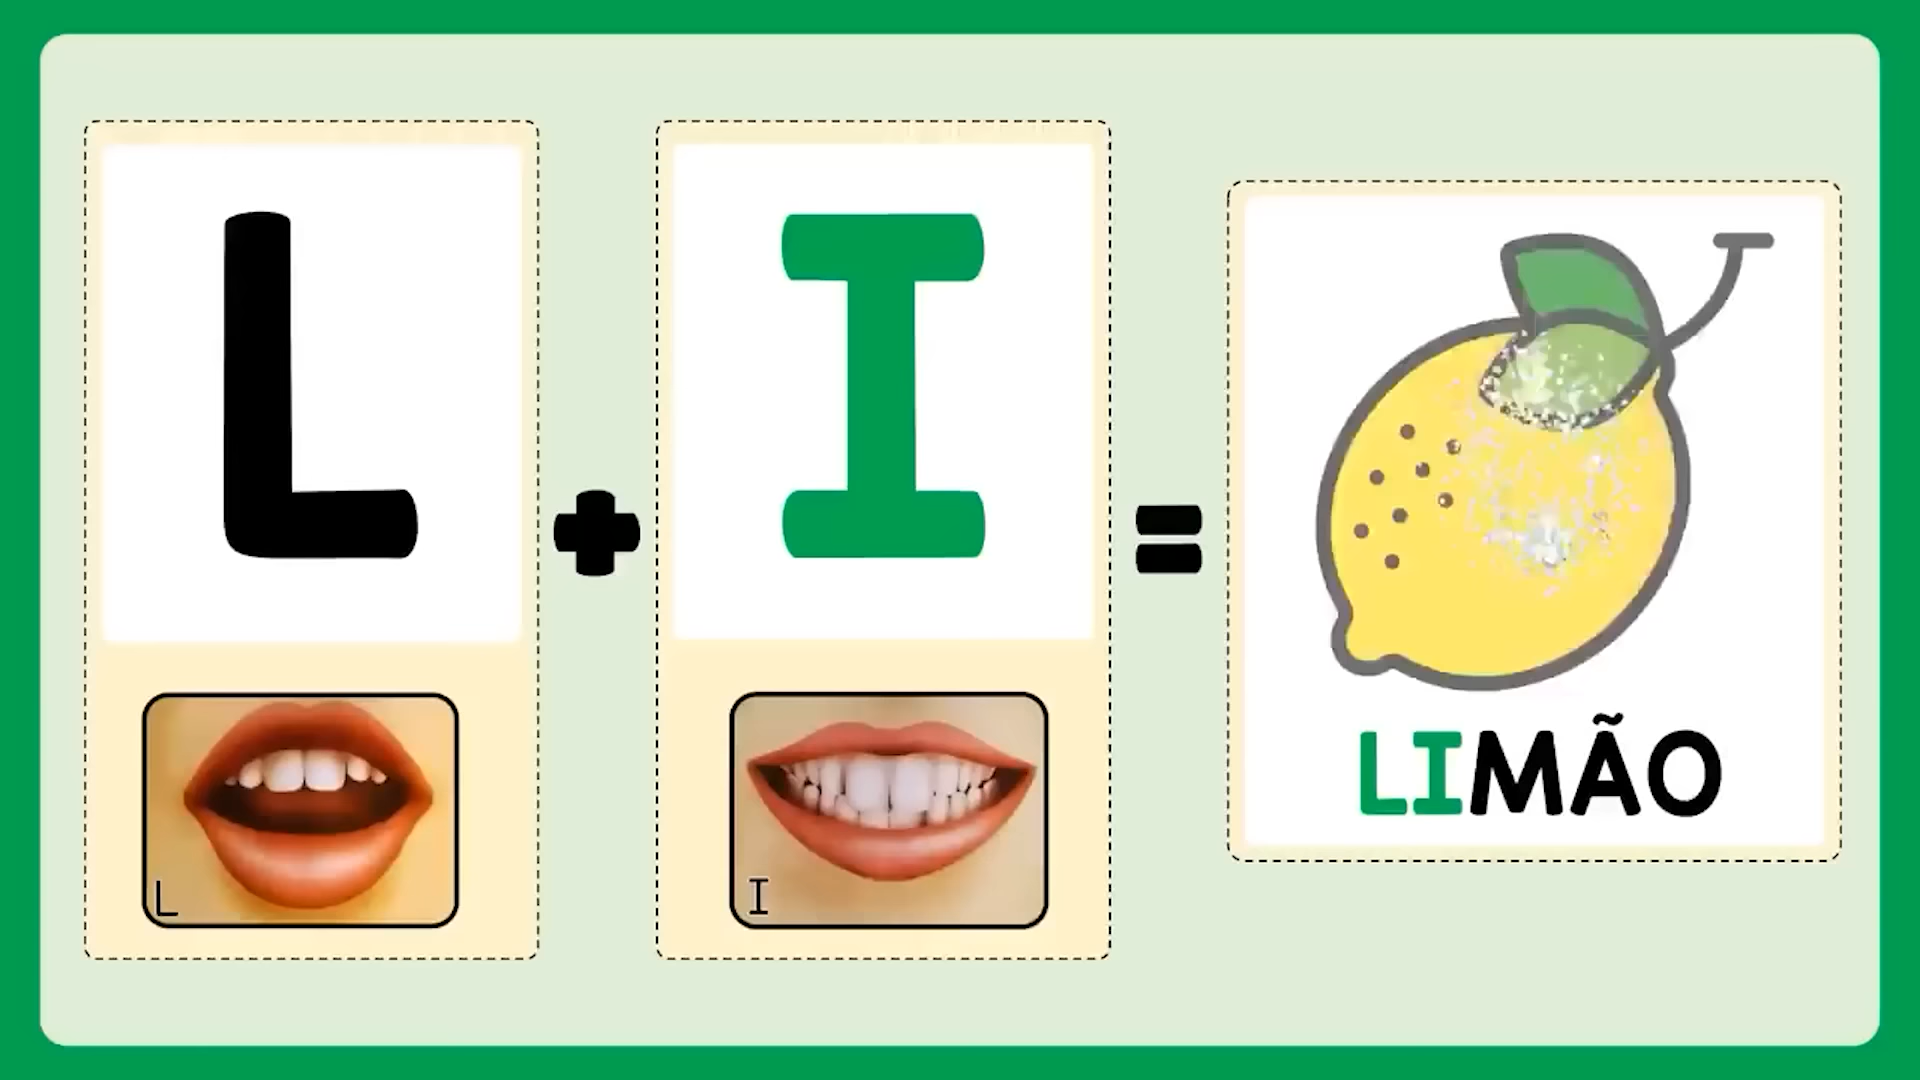 L + I =
L
I
LIMÃO